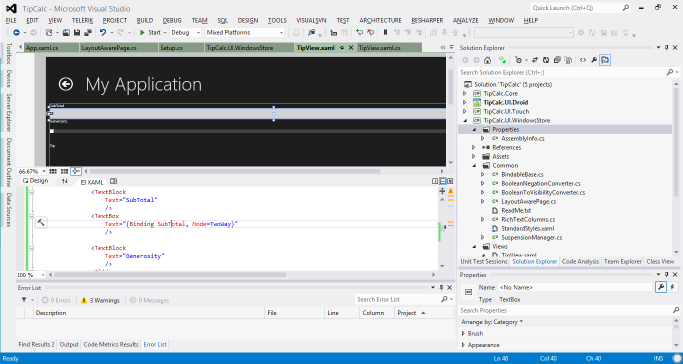 TipCalc - Microsoft Visual Studio
Quick Launch (Ctrl+Q)
FILE EDIT VIEW TELERIK PROJECT BUILD DEBUG TEAM SQL DESIGN TOOLS VISUALSVN TEST ARCHITECTURE RESHARPER ANALYZE WINDOW HELP
Start Debug Mixed Platforms
App.xaml.cs LayoutAwarePage.cs Setup.cs TipCalc.UI.WindowsStore TipView.xaml TipView.xaml.cs
Toolbox
Device
Server Explorer
Document Outline
Data Sources
My Application
SubTotal
Generosity
Tip
66.67%
Design XAML
<TextBlock
Text="SubTotal"
/>
<TextBox
Text="{Binding SubTotal, Mode=TwoWay}"
/>
<TextBlock
Text="Generosity"
/>
100 %
Error List
0 Errors 3 Warnings 0 Messages
Search Error List
Description File Line Column Project
Find Results 2 Output Code Metrics Results Error List
Solution Explorer
Search Solution Explorer (Ctrl+;)
Solution 'TipCalc' (5 projects)
TipCalc.Core
TipCalc.UI.Droid
TipCalc.UI.Touch
TipCalc.UI.WindowsStore
Properties
AssemblyInfo.cs
References
Assets
Common
BindableBase.cs
BooleanNegationConverter.cs
BooleanToVisibilityConverter.cs
LayoutAwarePage.cs
ReadMe.txt
RichTextColumns.cs
StandardStyles.xaml
SuspensionManager.cs
Views
TipView.xaml
Unit Test Sessions Solution Explorer Code Analysis Team Explorer Class View
Properties
Name <No Name>
Type TextBox
Search Properties
Arrange by: Category
Brush
Appearance
Ready
Ln 46 Col 40 Ch 40 INS